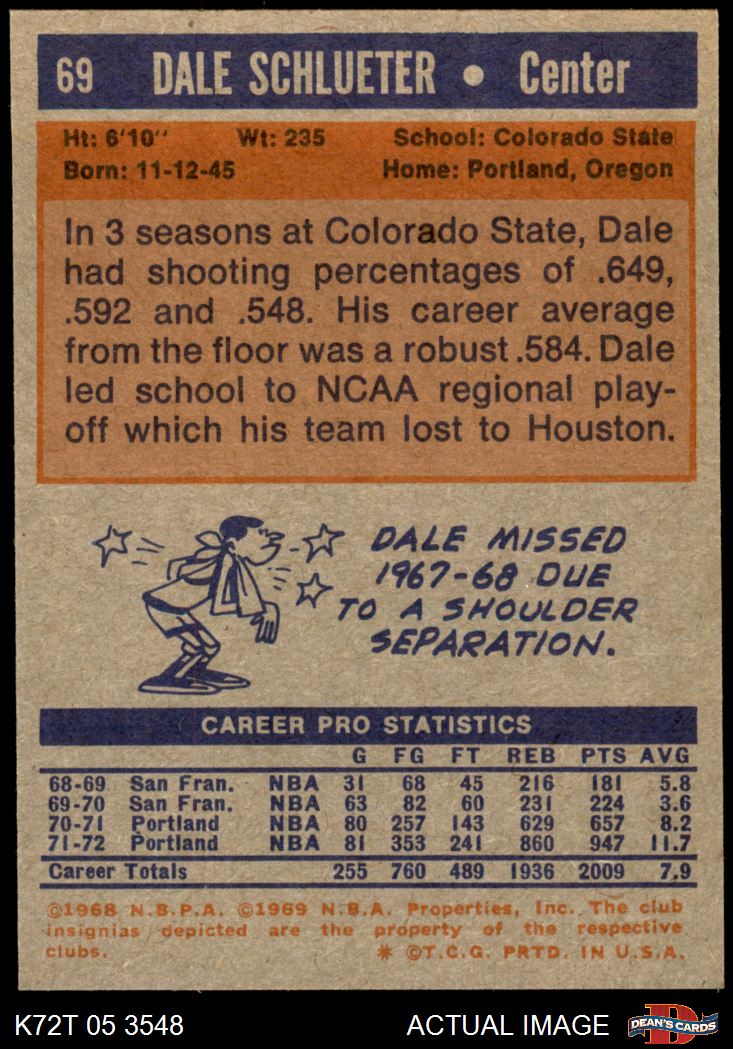 69 DALE SCHLUETER • Center
Ht: 6'10" Wt: 235 School: Colorado State
Born: 11-12-45 Home: Portland, Oregon
In 3 seasons at Colorado State, Dale
had shooting percentages of .649,
.592 and .548. His career average
from the floor was a robust .584. Dale
led school to NCAA regional play-
off which his team lost to Houston.
DALE MISSED
1967-68 DUE
TO A SHOULDER
SEPARATION.
CAREER PRO STATISTICS
G FG FT REB PTS AVG
68-69 San Fran. NBA 31 68 45 216 181 5.8
69-70 San Fran. NBA 63 82 60 231 224 3.6
70-71 Portland NBA 80 257 143 629 657 8.2
71-72 Portland NBA 81 353 241 860 947 11.7
Career Totals 255 760 489 1936 2009 7.9
©1968 N.B.P.A. ©1969 N.B.A. Properties, Inc. The club
insignias depicted are the property of the respective
clubs. * ©T.C.G. PRTD. IN U.S.A.
K72T 05 3548 ACTUAL IMAGE DEAN'S CARDS